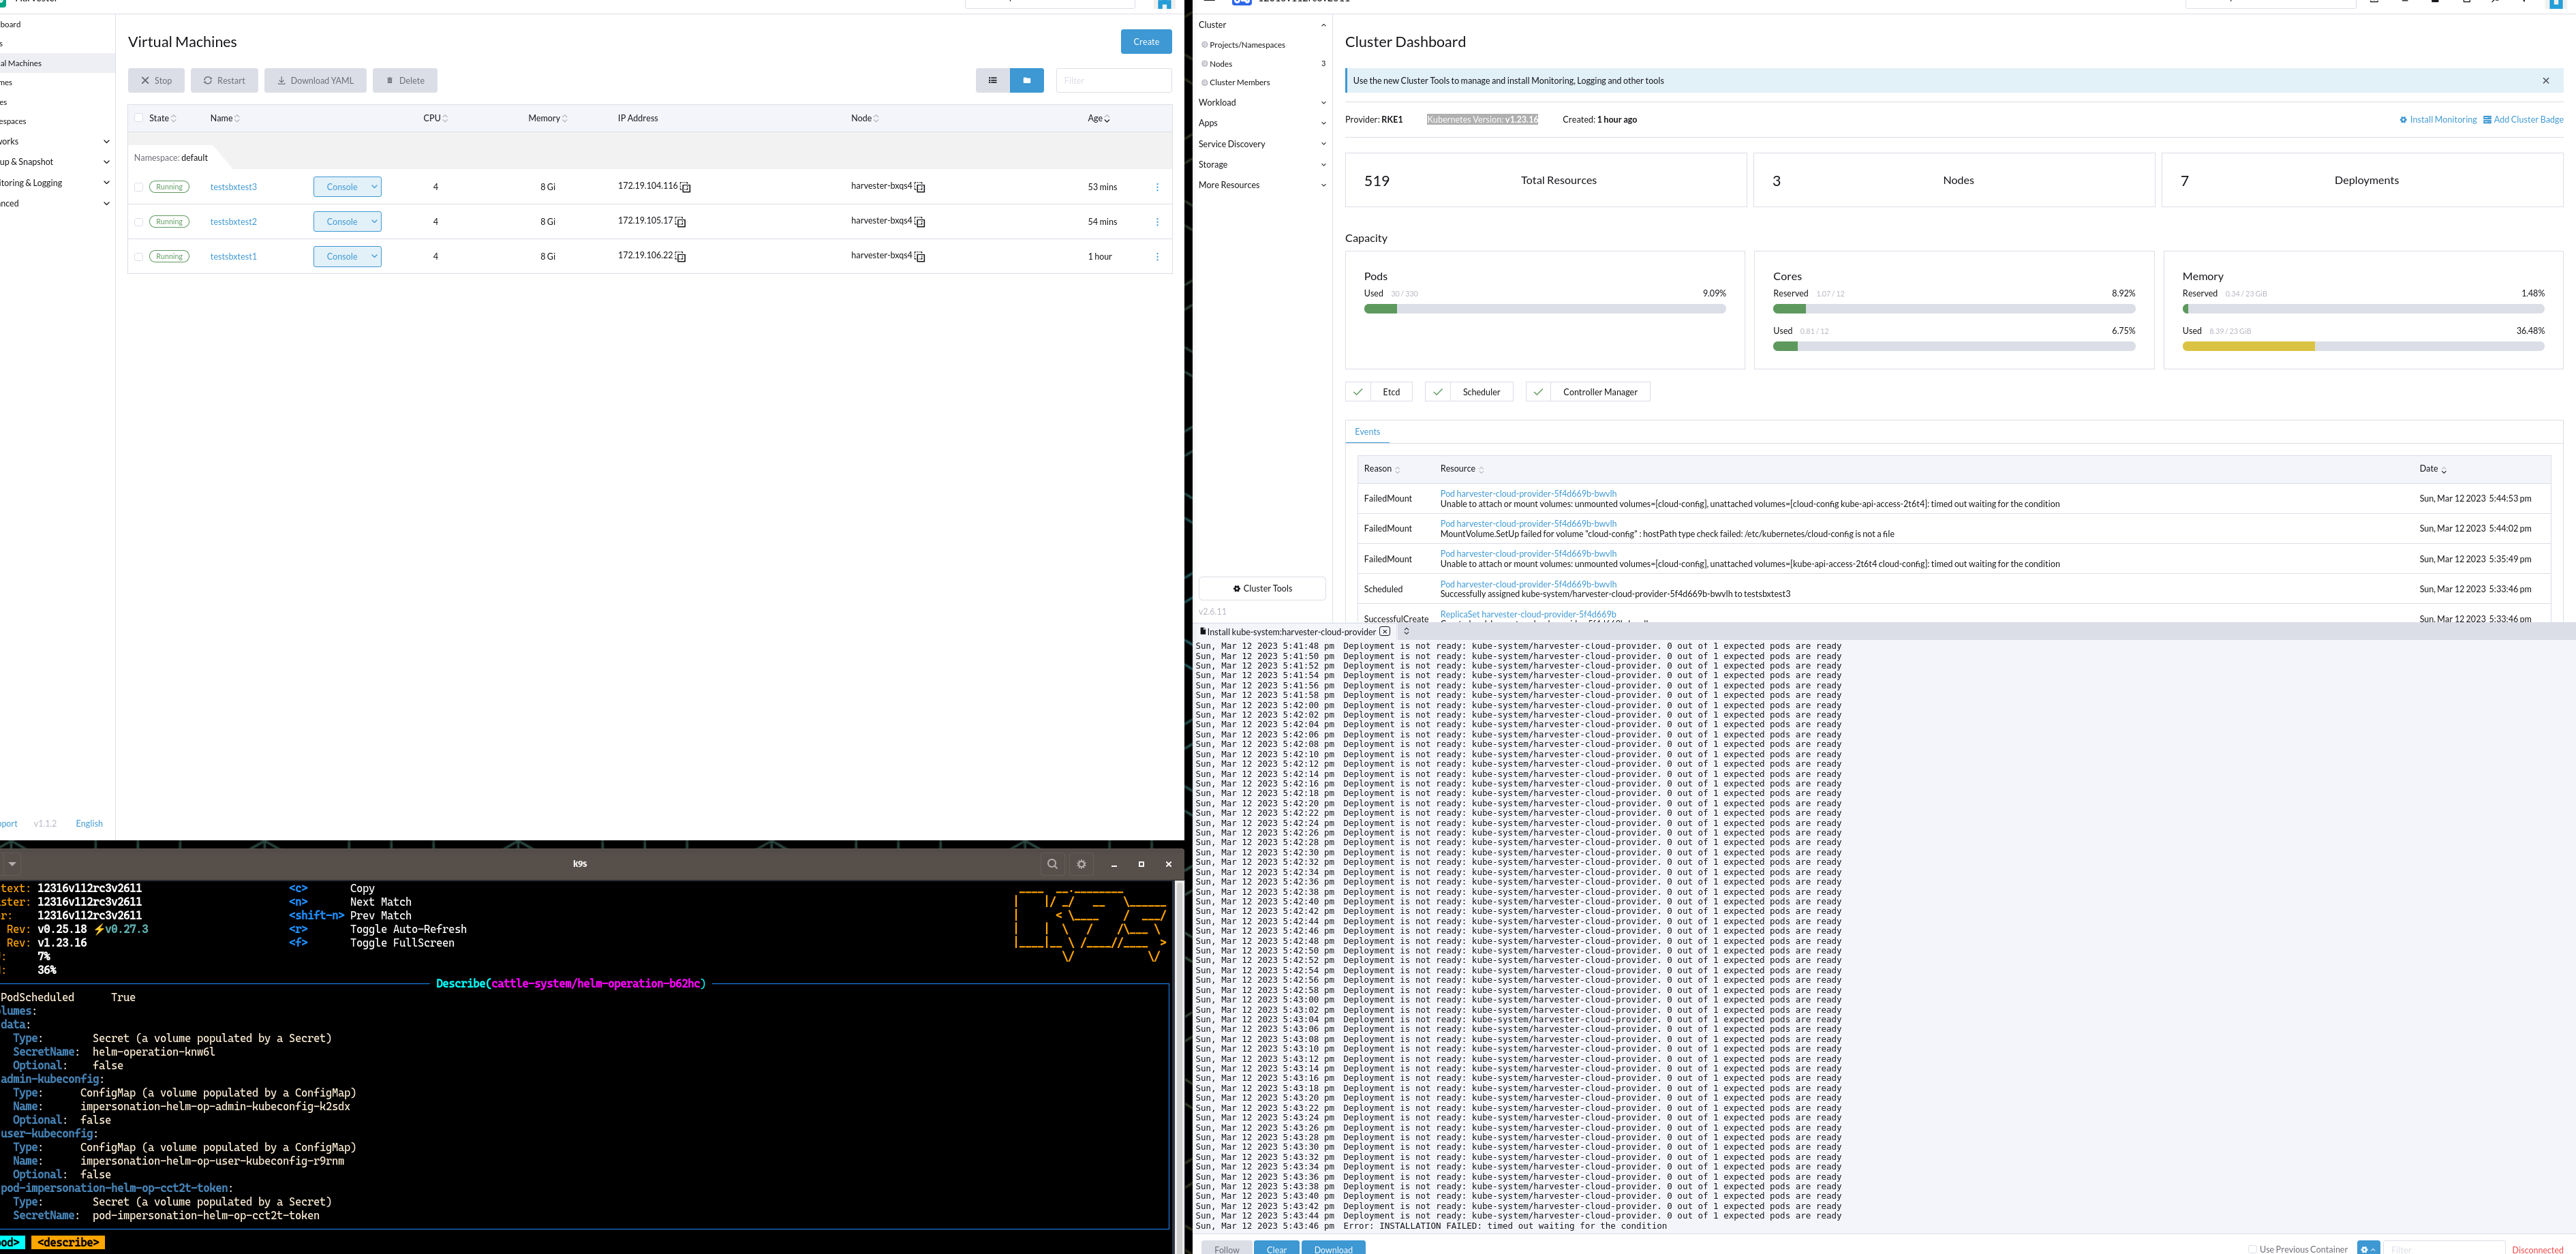 Virtual Machines
Create
Stop Restart Download YAML Delete Filter
State Name CPU Memory IP Address Node Age
Namespace: default
Running testsbxtest3 Console 4 8 Gi 172.19.104.116 harvester-bxqs4 53 mins
Running testsbxtest2 Console 4 8 Gi 172.19.105.17 harvester-bxqs4 54 mins
Running testsbxtest1 Console 4 8 Gi 172.19.106.22 harvester-bxqs4 1 hour
v1.1.2 English
k9s
text: 12316v112rc3v2611 <c> Copy
ster: 12316v112rc3v2611 <n> Next Match
r: 12316v112rc3v2611 <shift-n> Prev Match
Rev: v0.25.18 ⚡v0.27.3 <r> Toggle Auto-Refresh
Rev: v1.23.16 <f> Toggle FullScreen
: 7%
: 36%
Describe(cattle-system/helm-operation-b62hc)
PodScheduled True
lumes:
data:
Type: Secret (a volume populated by a Secret)
SecretName: helm-operation-knw6l
Optional: false
admin-kubeconfig:
Type: ConfigMap (a volume populated by a ConfigMap)
Name: impersonation-helm-op-admin-kubeconfig-k2sdx
Optional: false
user-kubeconfig:
Type: ConfigMap (a volume populated by a ConfigMap)
Name: impersonation-helm-op-user-kubeconfig-r9rnm
Optional: false
pod-impersonation-helm-op-cct2t-token:
Type: Secret (a volume populated by a Secret)
SecretName: pod-impersonation-helm-op-cct2t-token
<describe>
Cluster
Projects/Namespaces
Nodes 3
Cluster Members
Workload
Apps
Service Discovery
Storage
More Resources
Cluster Tools
v2.6.11
Cluster Dashboard
Use the new Cluster Tools to manage and install Monitoring, Logging and other tools
Provider: RKE1 Kubernetes Version: v1.23.16 Created: 1 hour ago Install Monitoring Add Cluster Badge
519 Total Resources 3 Nodes 7 Deployments
Capacity
Pods Cores Memory
Used 30 / 330 9.09% Reserved 1.07 / 12 8.92% Reserved 0.34 / 23 GiB 1.48%
Used 0.81 / 12 6.75% Used 8.39 / 23 GiB 36.48%
Etcd Scheduler Controller Manager
Events
Reason Resource Date
FailedMount Pod harvester-cloud-provider-5f4d669b-bwvlh Sun, Mar 12 2023 5:44:53 pm
Unable to attach or mount volumes: unmounted volumes=[cloud-config], unattached volumes=[cloud-config kube-api-access-2t6t4]: timed out waiting for the condition
FailedMount Pod harvester-cloud-provider-5f4d669b-bwvlh Sun, Mar 12 2023 5:44:02 pm
MountVolume.SetUp failed for volume "cloud-config" : hostPath type check failed: /etc/kubernetes/cloud-config is not a file
FailedMount Pod harvester-cloud-provider-5f4d669b-bwvlh Sun, Mar 12 2023 5:35:49 pm
Unable to attach or mount volumes: unmounted volumes=[cloud-config], unattached volumes=[kube-api-access-2t6t4 cloud-config]: timed out waiting for the condition
Scheduled Pod harvester-cloud-provider-5f4d669b-bwvlh Sun, Mar 12 2023 5:33:46 pm
Successfully assigned kube-system/harvester-cloud-provider-5f4d669b-bwvlh to testsbxtest3
SuccessfulCreate ReplicaSet harvester-cloud-provider-5f4d669b Sun, Mar 12 2023 5:33:46 pm
Install kube-system:harvester-cloud-provider
Sun, Mar 12 2023 5:41:48 pm Deployment is not ready: kube-system/harvester-cloud-provider. 0 out of 1 expected pods are ready
Sun, Mar 12 2023 5:41:50 pm Deployment is not ready: kube-system/harvester-cloud-provider. 0 out of 1 expected pods are ready
Sun, Mar 12 2023 5:41:52 pm Deployment is not ready: kube-system/harvester-cloud-provider. 0 out of 1 expected pods are ready
Sun, Mar 12 2023 5:41:54 pm Deployment is not ready: kube-system/harvester-cloud-provider. 0 out of 1 expected pods are ready
Sun, Mar 12 2023 5:41:56 pm Deployment is not ready: kube-system/harvester-cloud-provider. 0 out of 1 expected pods are ready
Sun, Mar 12 2023 5:41:58 pm Deployment is not ready: kube-system/harvester-cloud-provider. 0 out of 1 expected pods are ready
Sun, Mar 12 2023 5:42:00 pm Deployment is not ready: kube-system/harvester-cloud-provider. 0 out of 1 expected pods are ready
Sun, Mar 12 2023 5:42:02 pm Deployment is not ready: kube-system/harvester-cloud-provider. 0 out of 1 expected pods are ready
Sun, Mar 12 2023 5:42:04 pm Deployment is not ready: kube-system/harvester-cloud-provider. 0 out of 1 expected pods are ready
Sun, Mar 12 2023 5:42:06 pm Deployment is not ready: kube-system/harvester-cloud-provider. 0 out of 1 expected pods are ready
Sun, Mar 12 2023 5:42:08 pm Deployment is not ready: kube-system/harvester-cloud-provider. 0 out of 1 expected pods are ready
Sun, Mar 12 2023 5:42:10 pm Deployment is not ready: kube-system/harvester-cloud-provider. 0 out of 1 expected pods are ready
Sun, Mar 12 2023 5:42:12 pm Deployment is not ready: kube-system/harvester-cloud-provider. 0 out of 1 expected pods are ready
Sun, Mar 12 2023 5:42:14 pm Deployment is not ready: kube-system/harvester-cloud-provider. 0 out of 1 expected pods are ready
Sun, Mar 12 2023 5:42:16 pm Deployment is not ready: kube-system/harvester-cloud-provider. 0 out of 1 expected pods are ready
Sun, Mar 12 2023 5:42:18 pm Deployment is not ready: kube-system/harvester-cloud-provider. 0 out of 1 expected pods are ready
Sun, Mar 12 2023 5:42:20 pm Deployment is not ready: kube-system/harvester-cloud-provider. 0 out of 1 expected pods are ready
Sun, Mar 12 2023 5:42:22 pm Deployment is not ready: kube-system/harvester-cloud-provider. 0 out of 1 expected pods are ready
Sun, Mar 12 2023 5:42:24 pm Deployment is not ready: kube-system/harvester-cloud-provider. 0 out of 1 expected pods are ready
Sun, Mar 12 2023 5:42:26 pm Deployment is not ready: kube-system/harvester-cloud-provider. 0 out of 1 expected pods are ready
Sun, Mar 12 2023 5:42:28 pm Deployment is not ready: kube-system/harvester-cloud-provider. 0 out of 1 expected pods are ready
Sun, Mar 12 2023 5:42:30 pm Deployment is not ready: kube-system/harvester-cloud-provider. 0 out of 1 expected pods are ready
Sun, Mar 12 2023 5:42:32 pm Deployment is not ready: kube-system/harvester-cloud-provider. 0 out of 1 expected pods are ready
Sun, Mar 12 2023 5:42:34 pm Deployment is not ready: kube-system/harvester-cloud-provider. 0 out of 1 expected pods are ready
Sun, Mar 12 2023 5:42:36 pm Deployment is not ready: kube-system/harvester-cloud-provider. 0 out of 1 expected pods are ready
Sun, Mar 12 2023 5:42:38 pm Deployment is not ready: kube-system/harvester-cloud-provider. 0 out of 1 expected pods are ready
Sun, Mar 12 2023 5:42:40 pm Deployment is not ready: kube-system/harvester-cloud-provider. 0 out of 1 expected pods are ready
Sun, Mar 12 2023 5:42:42 pm Deployment is not ready: kube-system/harvester-cloud-provider. 0 out of 1 expected pods are ready
Sun, Mar 12 2023 5:42:44 pm Deployment is not ready: kube-system/harvester-cloud-provider. 0 out of 1 expected pods are ready
Sun, Mar 12 2023 5:42:46 pm Deployment is not ready: kube-system/harvester-cloud-provider. 0 out of 1 expected pods are ready
Sun, Mar 12 2023 5:42:48 pm Deployment is not ready: kube-system/harvester-cloud-provider. 0 out of 1 expected pods are ready
Sun, Mar 12 2023 5:42:50 pm Deployment is not ready: kube-system/harvester-cloud-provider. 0 out of 1 expected pods are ready
Sun, Mar 12 2023 5:42:52 pm Deployment is not ready: kube-system/harvester-cloud-provider. 0 out of 1 expected pods are ready
Sun, Mar 12 2023 5:42:54 pm Deployment is not ready: kube-system/harvester-cloud-provider. 0 out of 1 expected pods are ready
Sun, Mar 12 2023 5:42:56 pm Deployment is not ready: kube-system/harvester-cloud-provider. 0 out of 1 expected pods are ready
Sun, Mar 12 2023 5:42:58 pm Deployment is not ready: kube-system/harvester-cloud-provider. 0 out of 1 expected pods are ready
Sun, Mar 12 2023 5:43:00 pm Deployment is not ready: kube-system/harvester-cloud-provider. 0 out of 1 expected pods are ready
Sun, Mar 12 2023 5:43:02 pm Deployment is not ready: kube-system/harvester-cloud-provider. 0 out of 1 expected pods are ready
Sun, Mar 12 2023 5:43:04 pm Deployment is not ready: kube-system/harvester-cloud-provider. 0 out of 1 expected pods are ready
Sun, Mar 12 2023 5:43:06 pm Deployment is not ready: kube-system/harvester-cloud-provider. 0 out of 1 expected pods are ready
Sun, Mar 12 2023 5:43:08 pm Deployment is not ready: kube-system/harvester-cloud-provider. 0 out of 1 expected pods are ready
Sun, Mar 12 2023 5:43:10 pm Deployment is not ready: kube-system/harvester-cloud-provider. 0 out of 1 expected pods are ready
Sun, Mar 12 2023 5:43:12 pm Deployment is not ready: kube-system/harvester-cloud-provider. 0 out of 1 expected pods are ready
Sun, Mar 12 2023 5:43:14 pm Deployment is not ready: kube-system/harvester-cloud-provider. 0 out of 1 expected pods are ready
Sun, Mar 12 2023 5:43:16 pm Deployment is not ready: kube-system/harvester-cloud-provider. 0 out of 1 expected pods are ready
Sun, Mar 12 2023 5:43:18 pm Deployment is not ready: kube-system/harvester-cloud-provider. 0 out of 1 expected pods are ready
Sun, Mar 12 2023 5:43:20 pm Deployment is not ready: kube-system/harvester-cloud-provider. 0 out of 1 expected pods are ready
Sun, Mar 12 2023 5:43:22 pm Deployment is not ready: kube-system/harvester-cloud-provider. 0 out of 1 expected pods are ready
Sun, Mar 12 2023 5:43:24 pm Deployment is not ready: kube-system/harvester-cloud-provider. 0 out of 1 expected pods are ready
Sun, Mar 12 2023 5:43:26 pm Deployment is not ready: kube-system/harvester-cloud-provider. 0 out of 1 expected pods are ready
Sun, Mar 12 2023 5:43:28 pm Deployment is not ready: kube-system/harvester-cloud-provider. 0 out of 1 expected pods are ready
Sun, Mar 12 2023 5:43:30 pm Deployment is not ready: kube-system/harvester-cloud-provider. 0 out of 1 expected pods are ready
Sun, Mar 12 2023 5:43:32 pm Deployment is not ready: kube-system/harvester-cloud-provider. 0 out of 1 expected pods are ready
Sun, Mar 12 2023 5:43:34 pm Deployment is not ready: kube-system/harvester-cloud-provider. 0 out of 1 expected pods are ready
Sun, Mar 12 2023 5:43:36 pm Deployment is not ready: kube-system/harvester-cloud-provider. 0 out of 1 expected pods are ready
Sun, Mar 12 2023 5:43:38 pm Deployment is not ready: kube-system/harvester-cloud-provider. 0 out of 1 expected pods are ready
Sun, Mar 12 2023 5:43:40 pm Deployment is not ready: kube-system/harvester-cloud-provider. 0 out of 1 expected pods are ready
Sun, Mar 12 2023 5:43:42 pm Deployment is not ready: kube-system/harvester-cloud-provider. 0 out of 1 expected pods are ready
Sun, Mar 12 2023 5:43:44 pm Deployment is not ready: kube-system/harvester-cloud-provider. 0 out of 1 expected pods are ready
Sun, Mar 12 2023 5:43:46 pm Error: INSTALLATION FAILED: timed out waiting for the condition
Follow Clear Download Use Previous Container Filter Disconnected